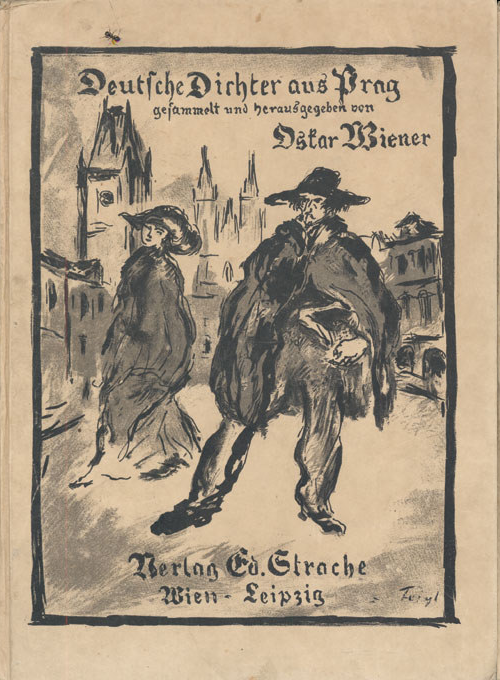 Deutsche Dichter aus Prag
gesammelt und herausgegeben von
Oskar Wiener
Verlag Ed. Strache
Wien - Leipzig
Feigl